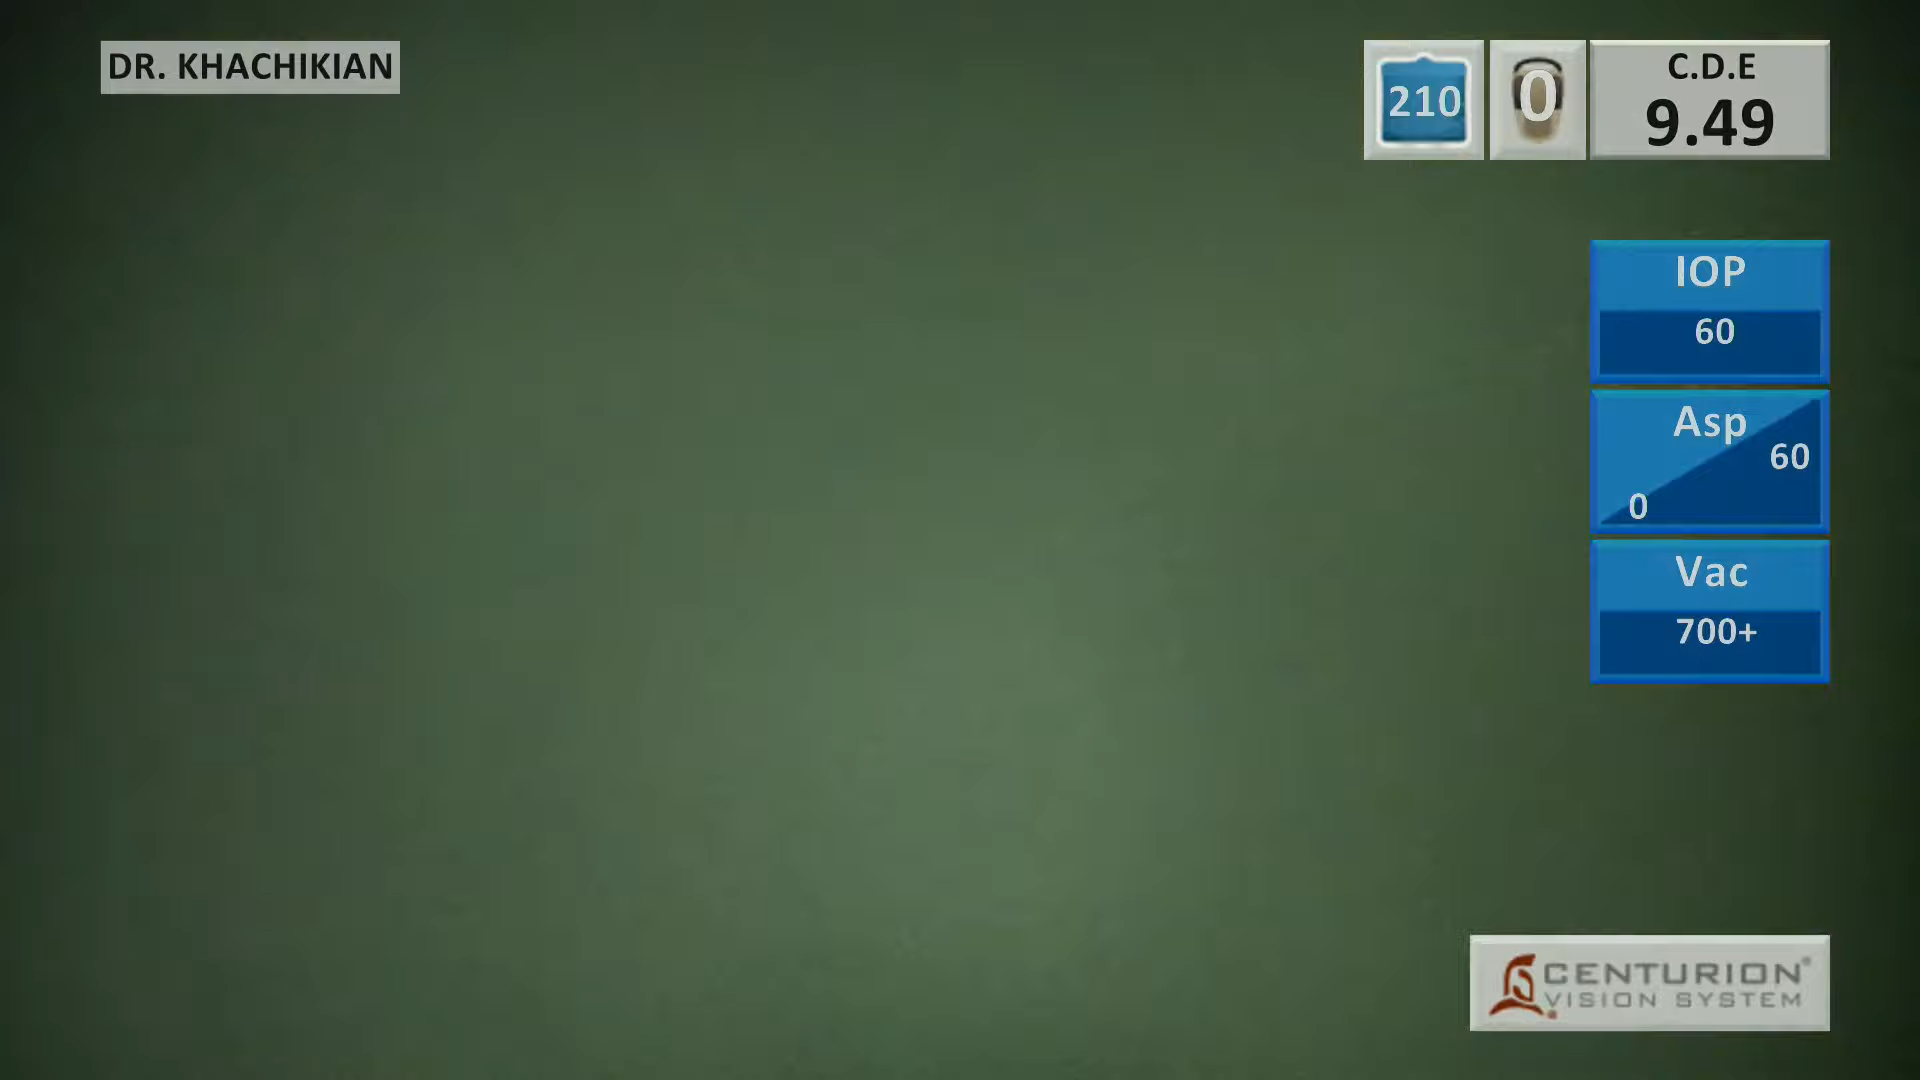 DR. KHACHIKIAN
210
0
C.D.E
9.49
IOP
60
Asp
60
0
Vac
700+
CENTURION®
VISION SYSTEM